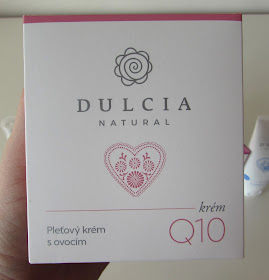 DULCIA
NATURAL
krém
Pleťový krém
s ovocím
Q10